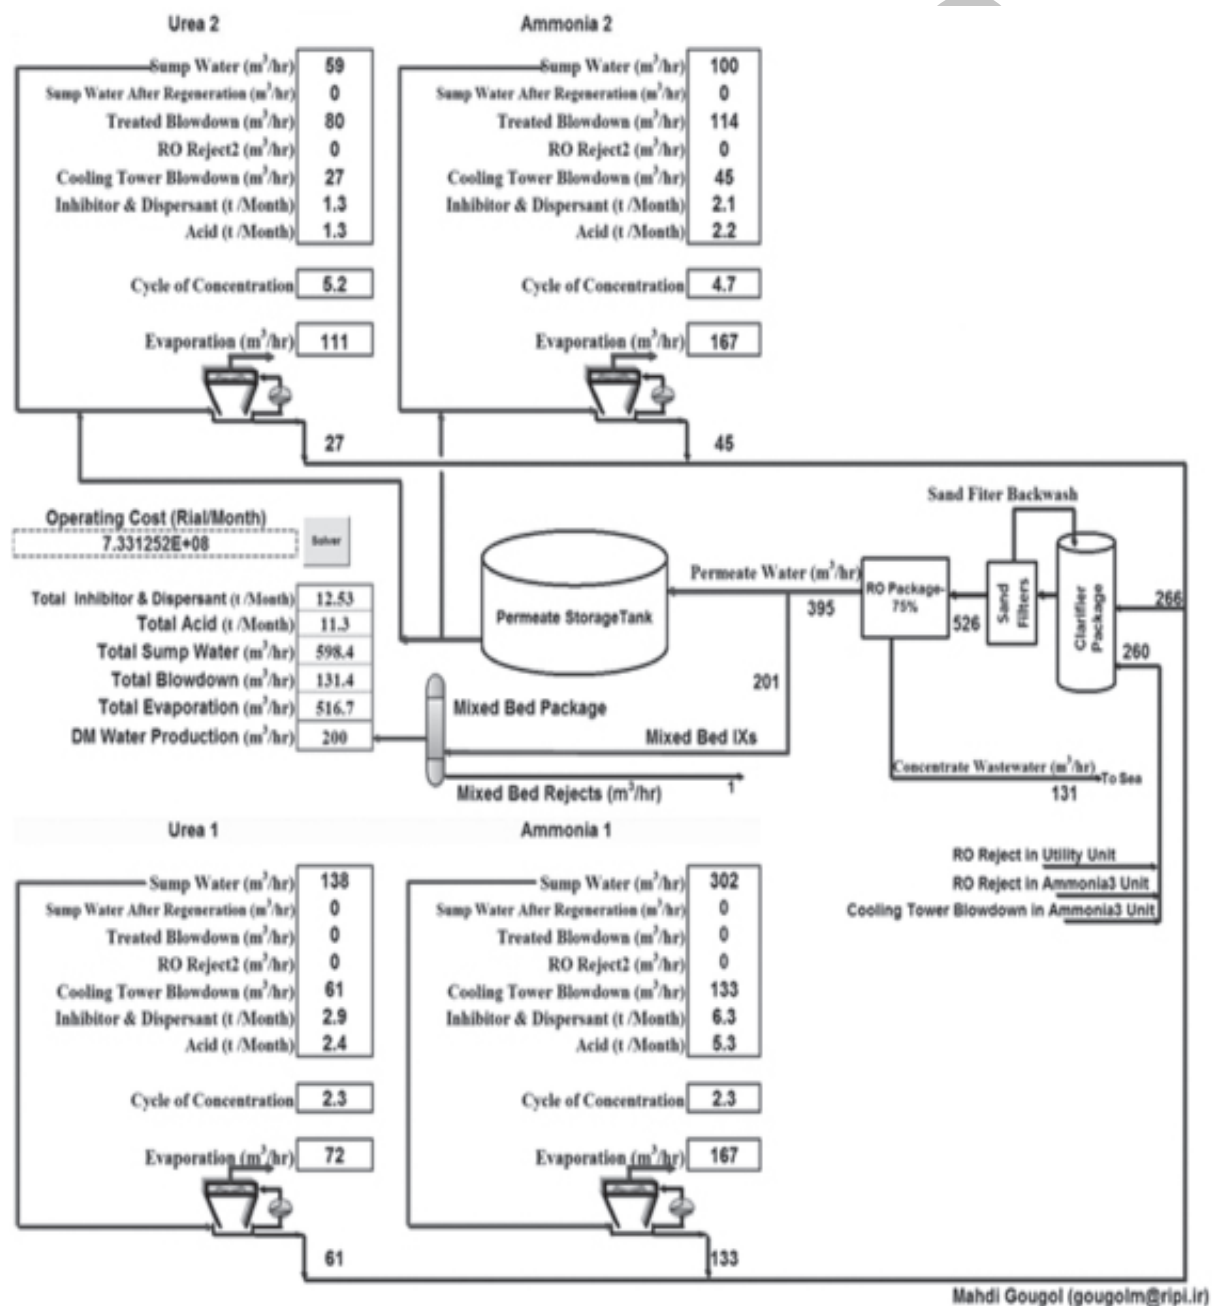 Urea 2 Ammonia 2
Sump Water (m³/hr) 59 Sump Water (m³/hr) 100
Sump Water After Regeneration (m³/hr) 0 Sump Water After Regeneration (m³/hr) 0
Treated Blowdown (m³/hr) 80 Treated Blowdown (m³/hr) 114
RO Reject2 (m³/hr) 0 RO Reject2 (m³/hr) 0
Cooling Tower Blowdown (m³/hr) 27 Cooling Tower Blowdown (m³/hr) 45
Inhibitor & Dispersant (t /Month) 1.3 Inhibitor & Dispersant (t /Month) 2.1
Acid (t /Month) 1.3 Acid (t /Month) 2.2
Cycle of Concentration 5.2 Cycle of Concentration 4.7
Evaporation (m³/hr) 111 Evaporation (m³/hr) 167
27 45
Sand Fiter Backwash
Operating Cost (Rial/Month)
7.331252E+08 Solver
Permeate Water (m³/hr) RO Package-
75%
395
526
Sand
Filters
Clarifier
Package
266
260
Permeate StorageTank
Total Inhibitor & Dispersant (t /Month) 12.53
Total Acid (t /Month) 11.3
Total Sump Water (m³/hr) 598.4
Total Blowdown (m³/hr) 131.4
Total Evaporation (m³/hr) 516.7
DM Water Production (m³/hr) 200
201
Mixed Bed Package
Mixed Bed IXs
Mixed Bed Rejects (m³/hr) 1
Concentrate Wastewater (m³/hr)
To Sea
131
Urea 1 Ammonia 1
RO Reject in Utility Unit
RO Reject in Ammonia3 Unit
Cooling Tower Blowdown in Ammonia3 Unit
Sump Water (m³/hr) 138 Sump Water (m³/hr) 302
Sump Water After Regeneration (m³/hr) 0 Sump Water After Regeneration (m³/hr) 0
Treated Blowdown (m³/hr) 0 Treated Blowdown (m³/hr) 0
RO Reject2 (m³/hr) 0 RO Reject2 (m³/hr) 0
Cooling Tower Blowdown (m³/hr) 61 Cooling Tower Blowdown (m³/hr) 133
Inhibitor & Dispersant (t /Month) 2.9 Inhibitor & Dispersant (t /Month) 6.3
Acid (t /Month) 2.4 Acid (t /Month) 5.3
Cycle of Concentration 2.3 Cycle of Concentration 2.3
Evaporation (m³/hr) 72 Evaporation (m³/hr) 167
61 133
Mahdi Gougol (gougolm@ripi.ir)